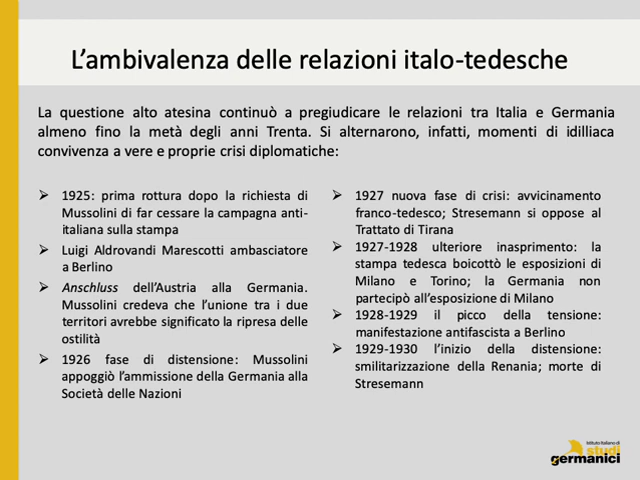 L'ambivalenza delle relazioni italo-tedesche
La questione alto atesina continuò a pregiudicare le relazioni tra Italia e Germania
almeno fino la metà degli anni Trenta. Si alternarono, infatti, momenti di idilliaca
convivenza a vere e proprie crisi diplomatiche:
➢ 1925: prima rottura dopo la richiesta di
Mussolini di far cessare la campagna anti-
italiana sulla stampa
➢ Luigi Aldrovandi Marescotti ambasciatore
a Berlino
➢ Anschluss dell'Austria alla Germania.
Mussolini credeva che l'unione tra i due
territori avrebbe significato la ripresa delle
ostilità
➢ 1926 fase di distensione: Mussolini
appoggiò l'ammissione della Germania alla
Società delle Nazioni
➢ 1927 nuova fase di crisi: avvicinamento
franco-tedesco; Stresemann si oppose al
Trattato di Tirana
➢ 1927-1928 ulteriore inasprimento: la
stampa tedesca boicottò le esposizioni di
Milano e Torino; la Germania non
partecipò all'esposizione di Milano
➢ 1928-1929 il picco della tensione:
manifestazione antifascista a Berlino
➢ 1929-1930 l'inizio della distensione:
smilitarizzazione della Renania; morte di
Stresemann
Istituto Italiano di
studi
germanici